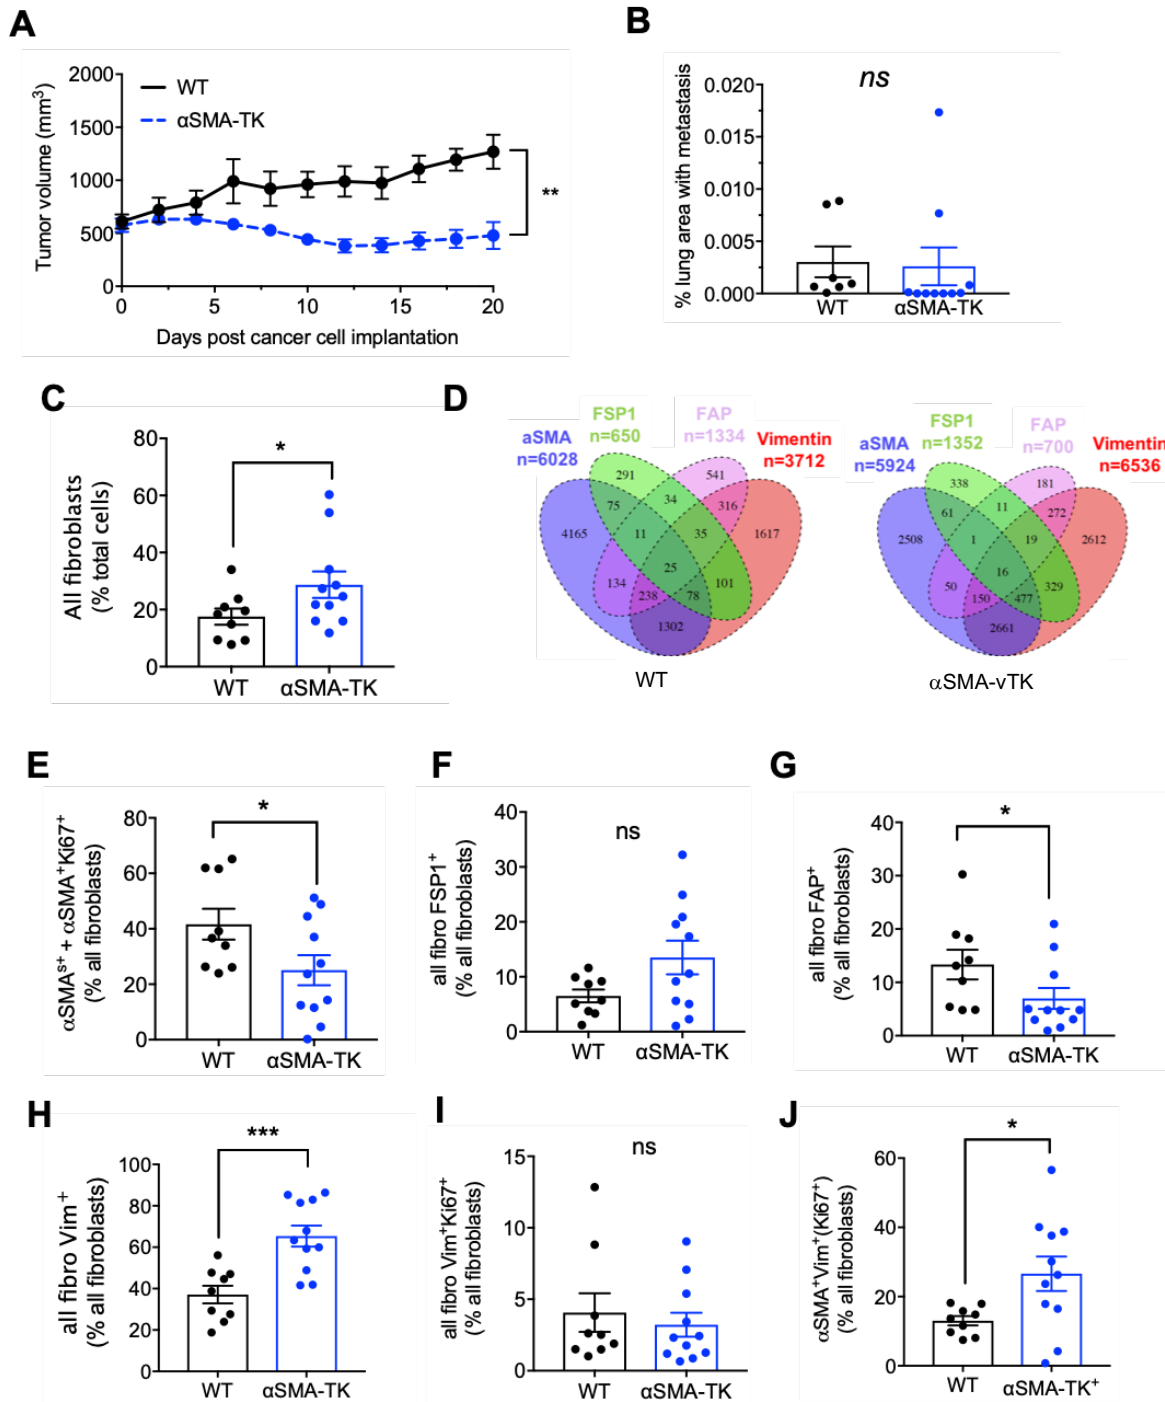 A
B
2000
1500
1000
500
0
Tumor volume (mm³)
WT
αSMA-TK
**
0
5
10
15
20
Days post cancer cell implantation
ns
0.020
0.015
0.010
0.005
0.000
% lung area with metastasis
WT
αSMA-TK
C
D
80
60
40
20
0
All fibroblasts
(% total cells)
*
WT
αSMA-TK
FSP1
n=650
FAP
n=1334
aSMA
n=6028
Vimentin
n=3712
291
541
75
34
316
4165
11
35
1617
25
134
101
238
78
1302
WT
FSP1
n=1352
FAP
n=700
aSMA
n=5924
Vimentin
n=6536
338
181
61
11
272
2508
1
19
2612
16
50
329
150
477
2661
αSMA-vTK
E
F
G
80
60
40
20
0
αSMAˢ⁺ + αSMA⁺Ki67⁺
(% all fibroblasts)
*
WT
αSMA-TK
40
30
20
10
0
all fibro FSP1⁺
(% all fibroblasts)
ns
WT
αSMA-TK
40
30
20
10
0
all fibro FAP⁺
(% all fibroblasts)
*
WT
αSMA-TK
H
I
J
100
80
60
40
20
0
all fibro Vim⁺
(% all fibroblasts)
***
WT
αSMA-TK
15
10
5
0
all fibro Vim⁺Ki67⁺
(% all fibroblasts)
ns
WT
αSMA-TK
60
40
20
0
αSMA⁺Vim⁺(Ki67⁺)
(% all fibroblasts)
*
WT
αSMA-TK⁺